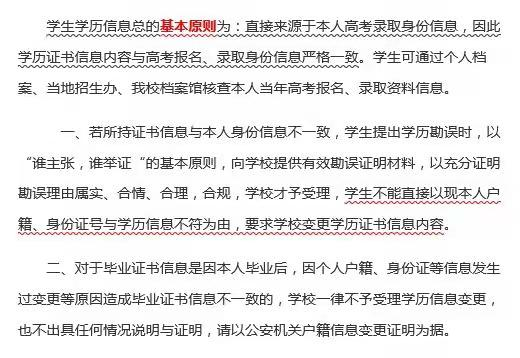 学生学历信息总的基本原则为：直接来源于本人高考录取身份信息，因此
学历证书信息内容与高考报名、录取身份信息严格一致。学生可通过个人档
案、当地招生办、我校档案馆核查本人当年高考报名、录取资料信息。
一、若所持证书信息与本人身份信息不一致，学生提出学历勘误时，以
“谁主张，谁举证“的基本原则，向学校提供有效勘误证明材料，以充分证明
勘误理由属实、合情、合理，合规，学校才予受理，学生不能直接以现本人户
籍、身份证号与学历信息不符为由，要求学校变更学历证书信息内容。
二、对于毕业证书信息是因本人毕业后，因个人户籍、身份证等信息发生
过变更等原因造成毕业证书信息不一致的，学校一律不予受理学历信息变更，
也不出具任何情况说明与证明，请以公安机关户籍信息变更证明为据。